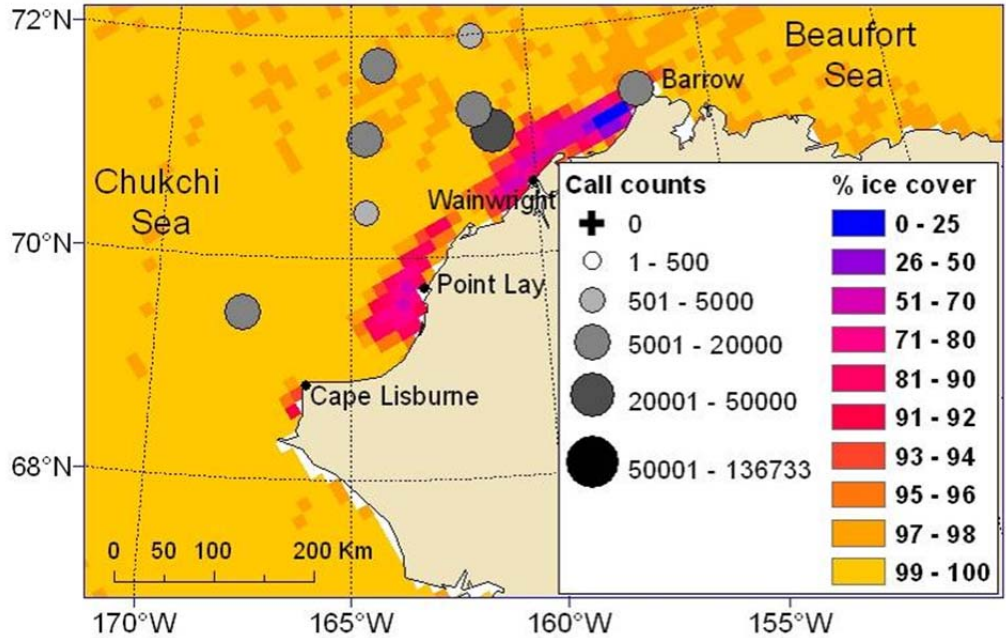 72°N
Beaufort
Sea
Barrow
Chukchi
Sea
Wainwright
70°N
Point Lay
Cape Lisburne
68°N
0 50 100 200 Km
170°W 165°W 160°W 155°W
Call counts
0
1 - 500
501 - 5000
5001 - 20000
20001 - 50000
50001 - 136733
% ice cover
0 - 25
26 - 50
51 - 70
71 - 80
81 - 90
91 - 92
93 - 94
95 - 96
97 - 98
99 - 100